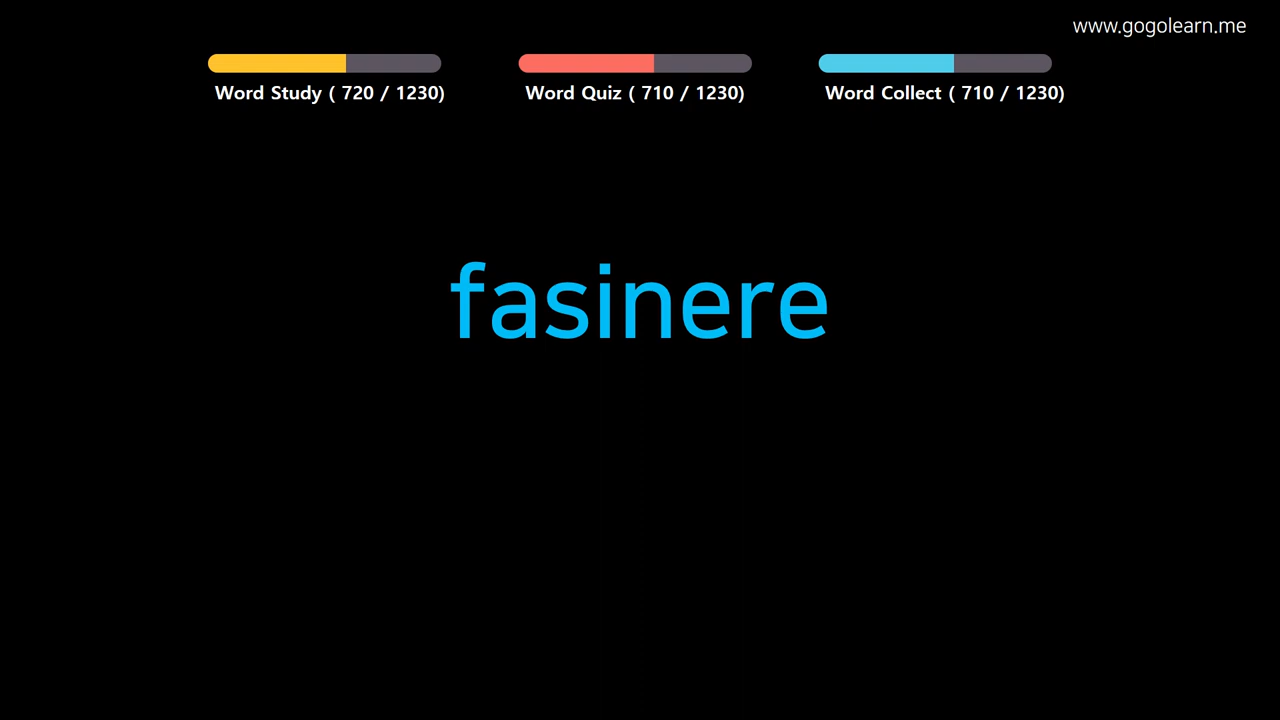 www.gogolearn.me
Word Study ( 720 / 1230)
Word Quiz ( 710 / 1230)
Word Collect ( 710 / 1230)
fasinere